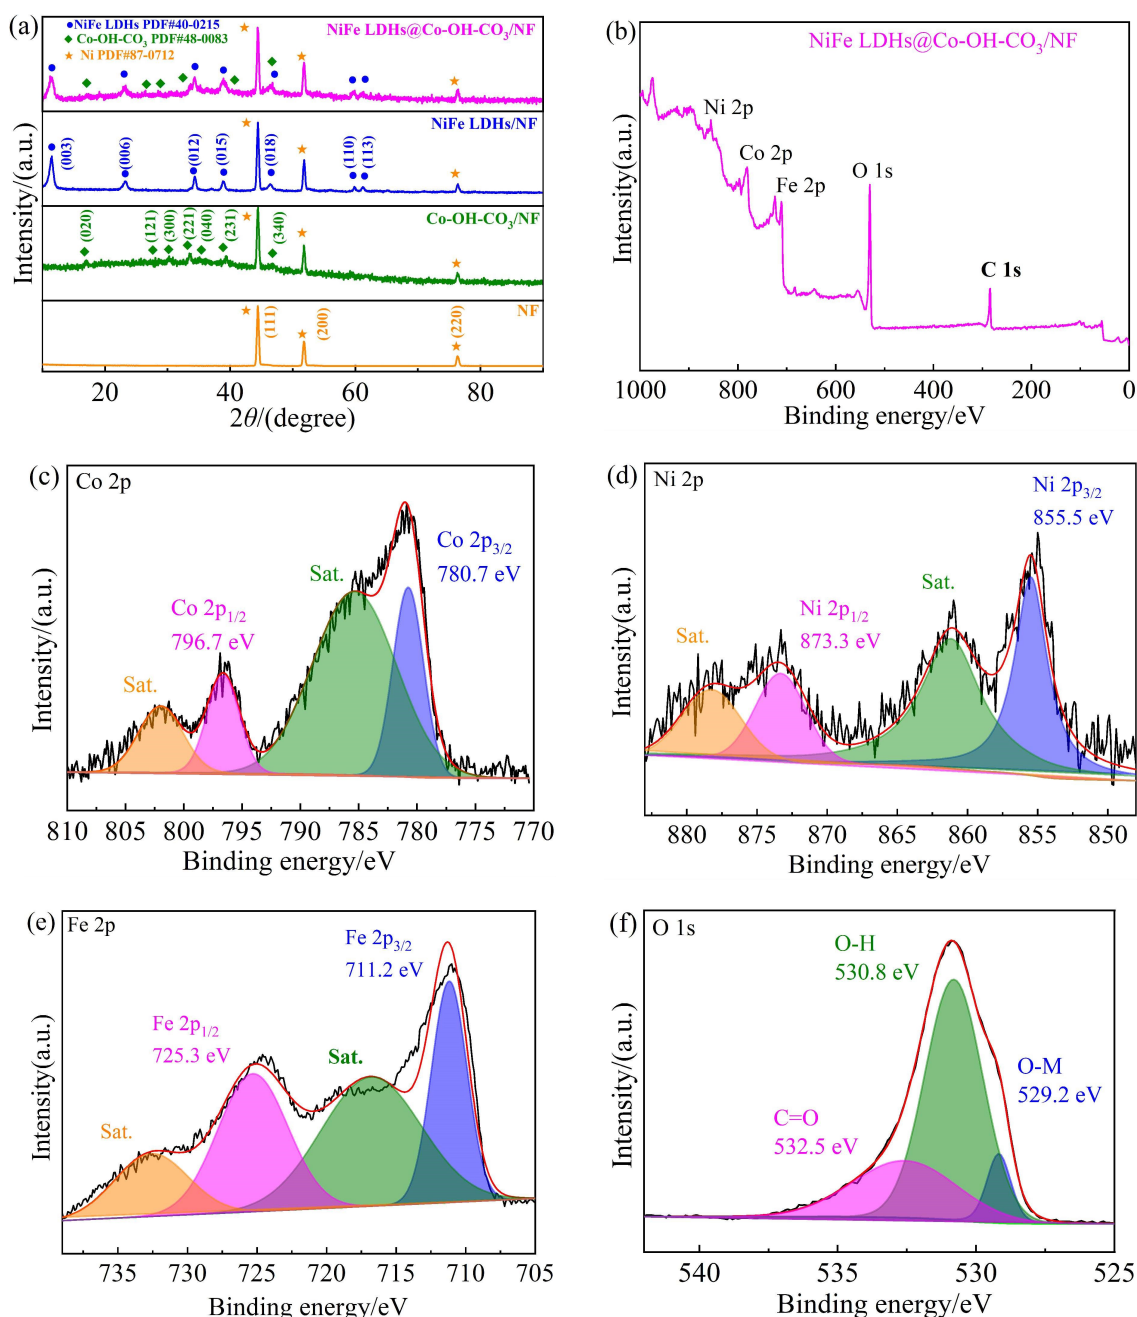 (a)
NiFe LDHs PDF#40-0215
Co-OH-CO3 PDF#48-0083
Ni PDF#87-0712
NiFe LDHs@Co-OH-CO3/NF
NiFe LDHs/NF
(003)
(006)
(012)
(015)
(018)
(110)
(113)
Co-OH-CO3/NF
(020)
(121)
(300)
(221)
(040)
(231)
(340)
NF
(111)
(200)
(220)
Intensity/(a.u.)
20 40 60 80
2θ/(degree)
(b)
NiFe LDHs@Co-OH-CO3/NF
Ni 2p
Co 2p
Fe 2p
O 1s
C 1s
Intensity(a.u.)
1000 800 600 400 200 0
Binding energy/eV
(c)
Co 2p
Co 2p3/2
780.7 eV
Sat.
Co 2p1/2
796.7 eV
Sat.
Intensity/(a.u.)
810 805 800 795 790 785 780 775 770
Binding energy/eV
(d)
Ni 2p
Ni 2p3/2
855.5 eV
Sat.
Ni 2p1/2
873.3 eV
Sat.
Intensity/(a.u.)
880 875 870 865 860 855 850
Binding energy/eV
(e)
Fe 2p
Fe 2p3/2
711.2 eV
Fe 2p1/2
725.3 eV
Sat.
Sat.
Intensity(a.u.)
735 730 725 720 715 710 705
Binding energy/eV
(f)
O 1s
O-H
530.8 eV
O-M
529.2 eV
C=O
532.5 eV
Intensity/(a.u.)
540 535 530 525
Binding energy/eV